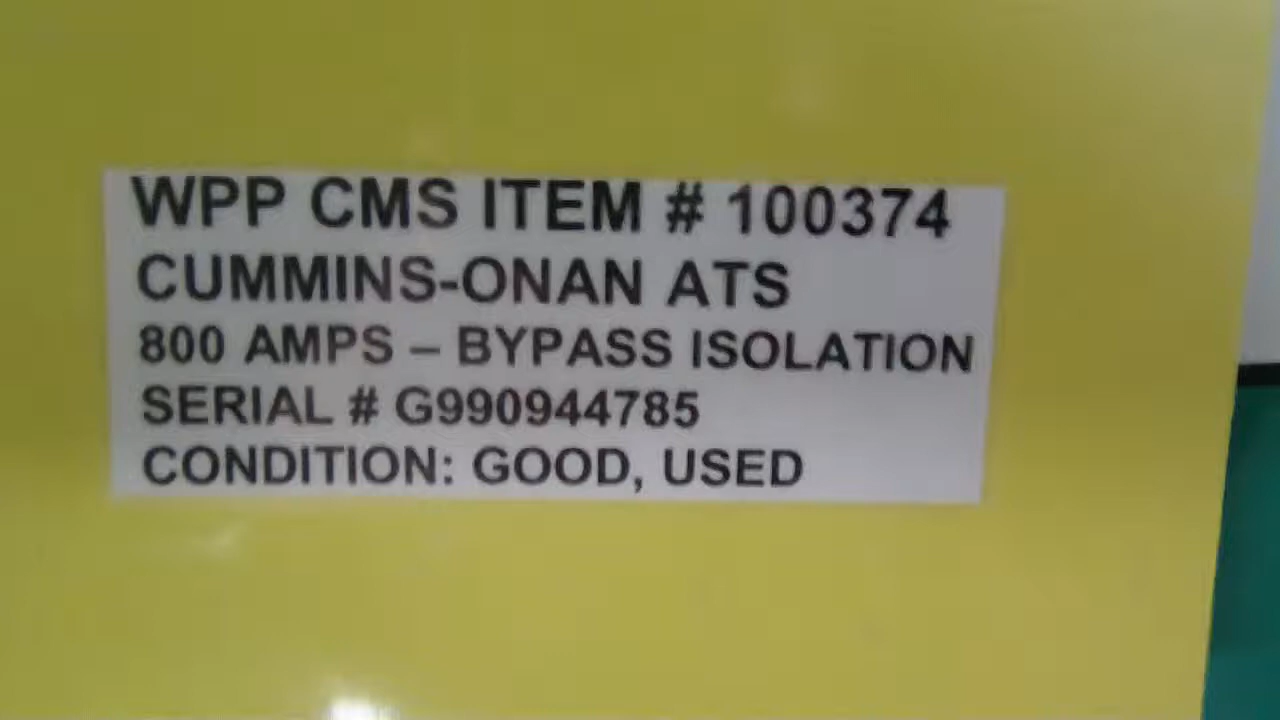 WPP CMS ITEM # 100374
CUMMINS-ONAN ATS
800 AMPS – BYPASS ISOLATION
SERIAL # G990944785
CONDITION: GOOD, USED